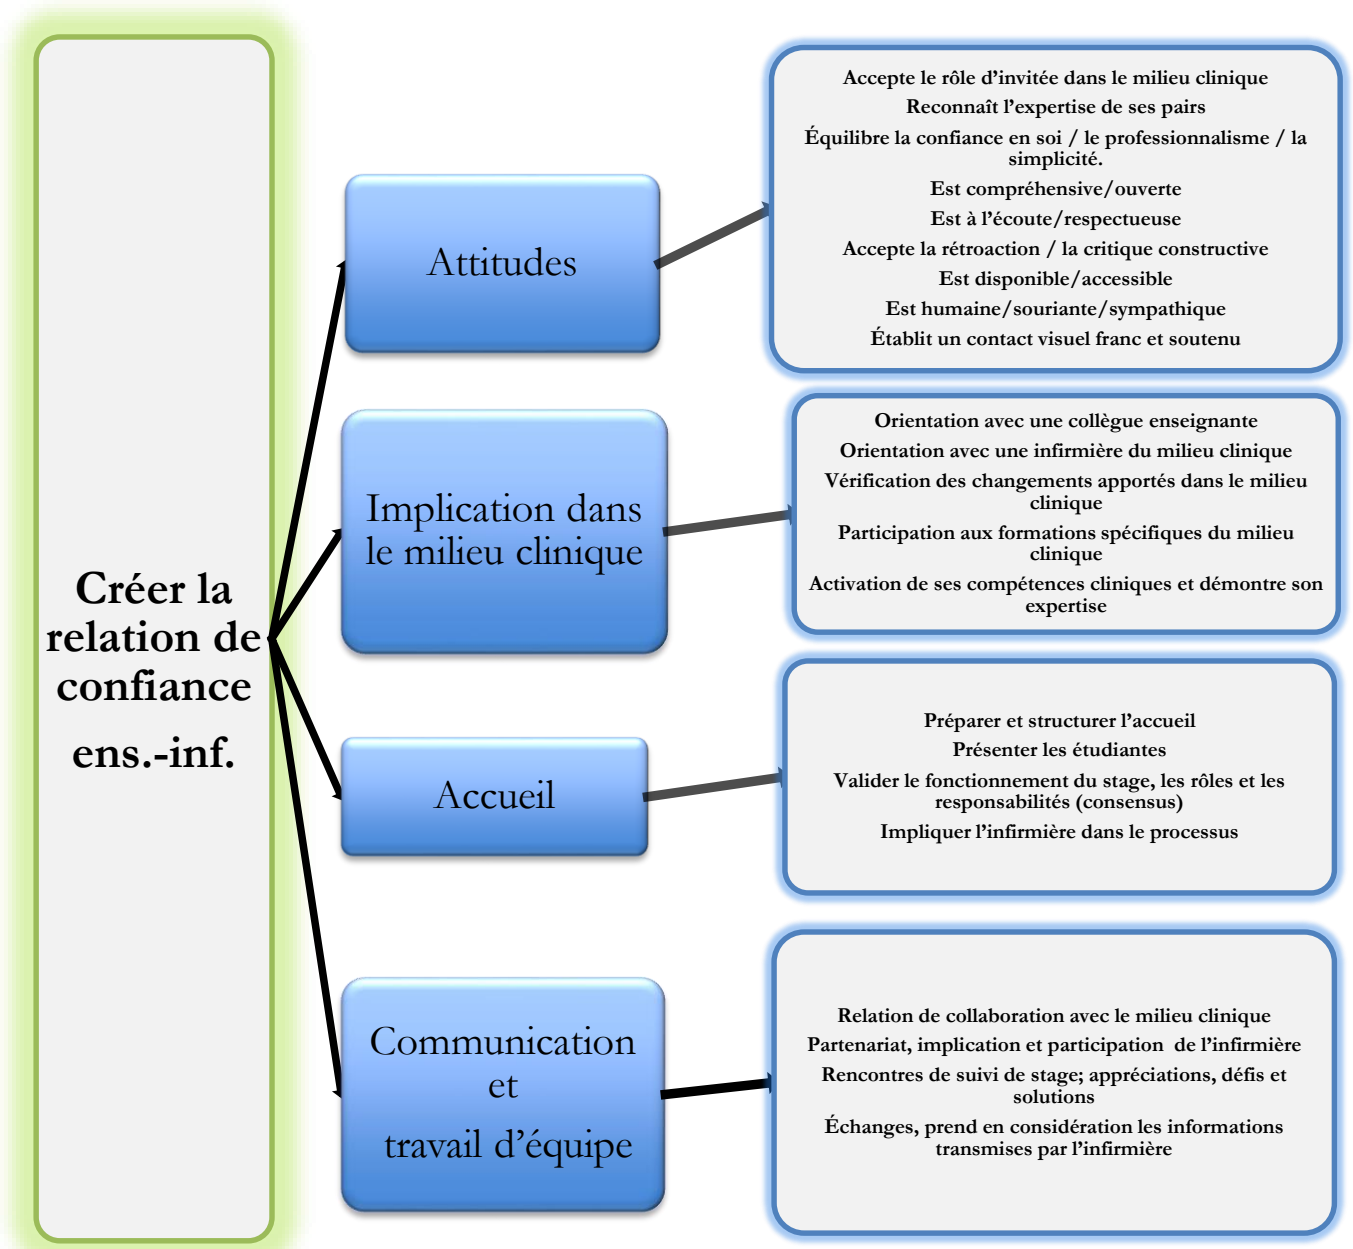 Créer la
relation de
confiance
ens.-inf.
Attitudes
Accepte le rôle d’invitée dans le milieu clinique
Reconnaît l’expertise de ses pairs
Équilibre la confiance en soi / le professionnalisme / la
simplicité.
Est compréhensive/ouverte
Est à l’écoute/respectueuse
Accepte la rétroaction / la critique constructive
Est disponible/accessible
Est humaine/souriante/sympathique
Établit un contact visuel franc et soutenu
Implication dans
le milieu clinique
Orientation avec une collègue enseignante
Orientation avec une infirmière du milieu clinique
Vérification des changements apportés dans le milieu
clinique
Participation aux formations spécifiques du milieu
clinique
Activation de ses compétences cliniques et démontre son
expertise
Accueil
Préparer et structurer l’accueil
Présenter les étudiantes
Valider le fonctionnement du stage, les rôles et les
responsabilités (consensus)
Impliquer l’infirmière dans le processus
Communication
et
travail d’équipe
Relation de collaboration avec le milieu clinique
Partenariat, implication et participation de l’infirmière
Rencontres de suivi de stage; appréciations, défis et
solutions
Échanges, prend en considération les informations
transmises par l’infirmière